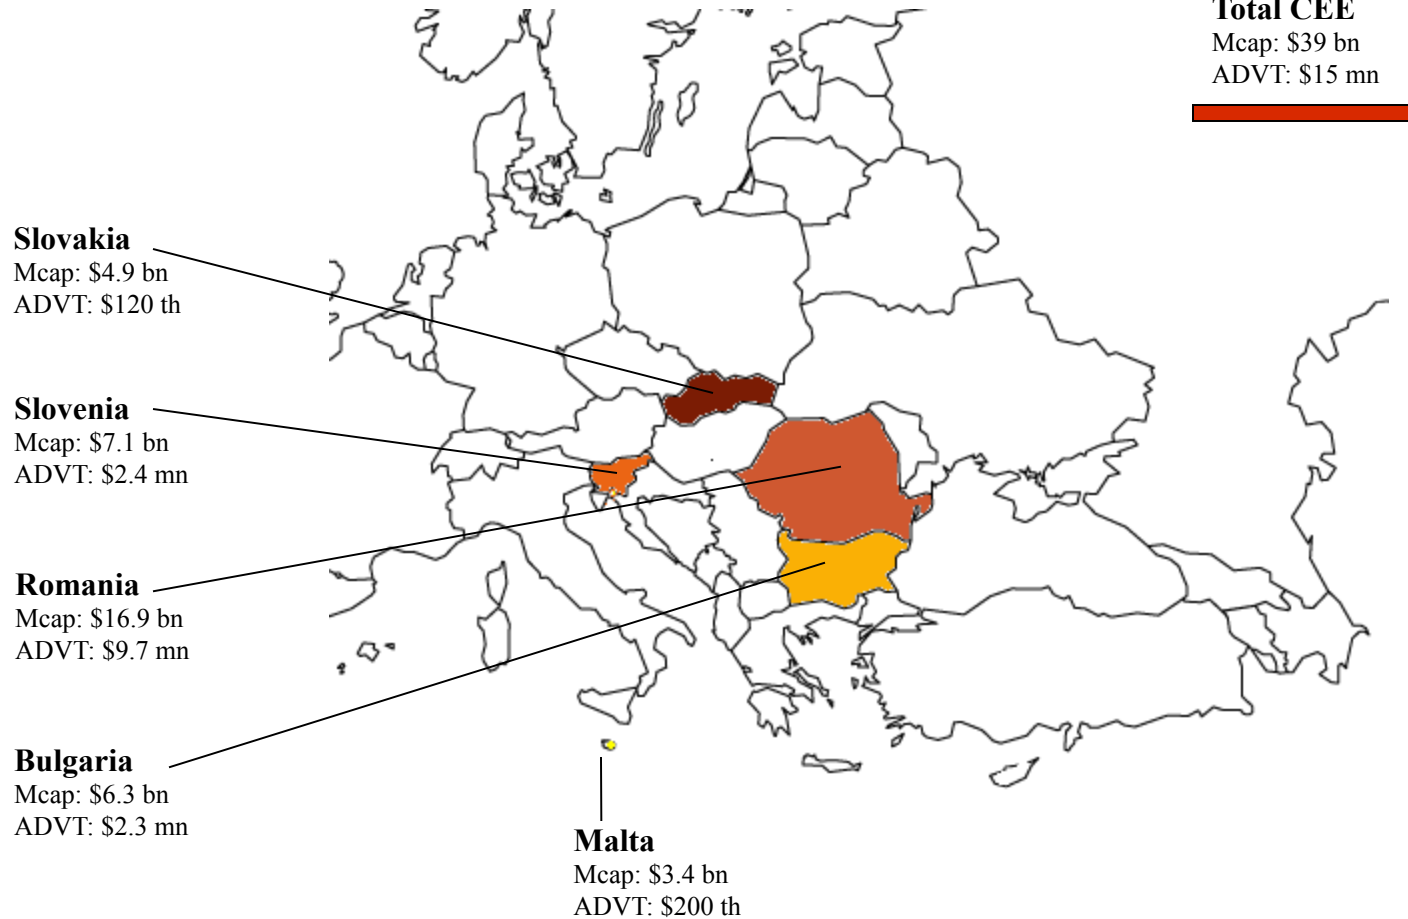 Total CEE
Mcap: $39 bn
ADVT: $15 mn
Slovakia
Mcap: $4.9 bn
ADVT: $120 th
Slovenia
Mcap: $7.1 bn
ADVT: $2.4 mn
Romania
Mcap: $16.9 bn
ADVT: $9.7 mn
Bulgaria
Mcap: $6.3 bn
ADVT: $2.3 mn
Malta
Mcap: $3.4 bn
ADVT: $200 th